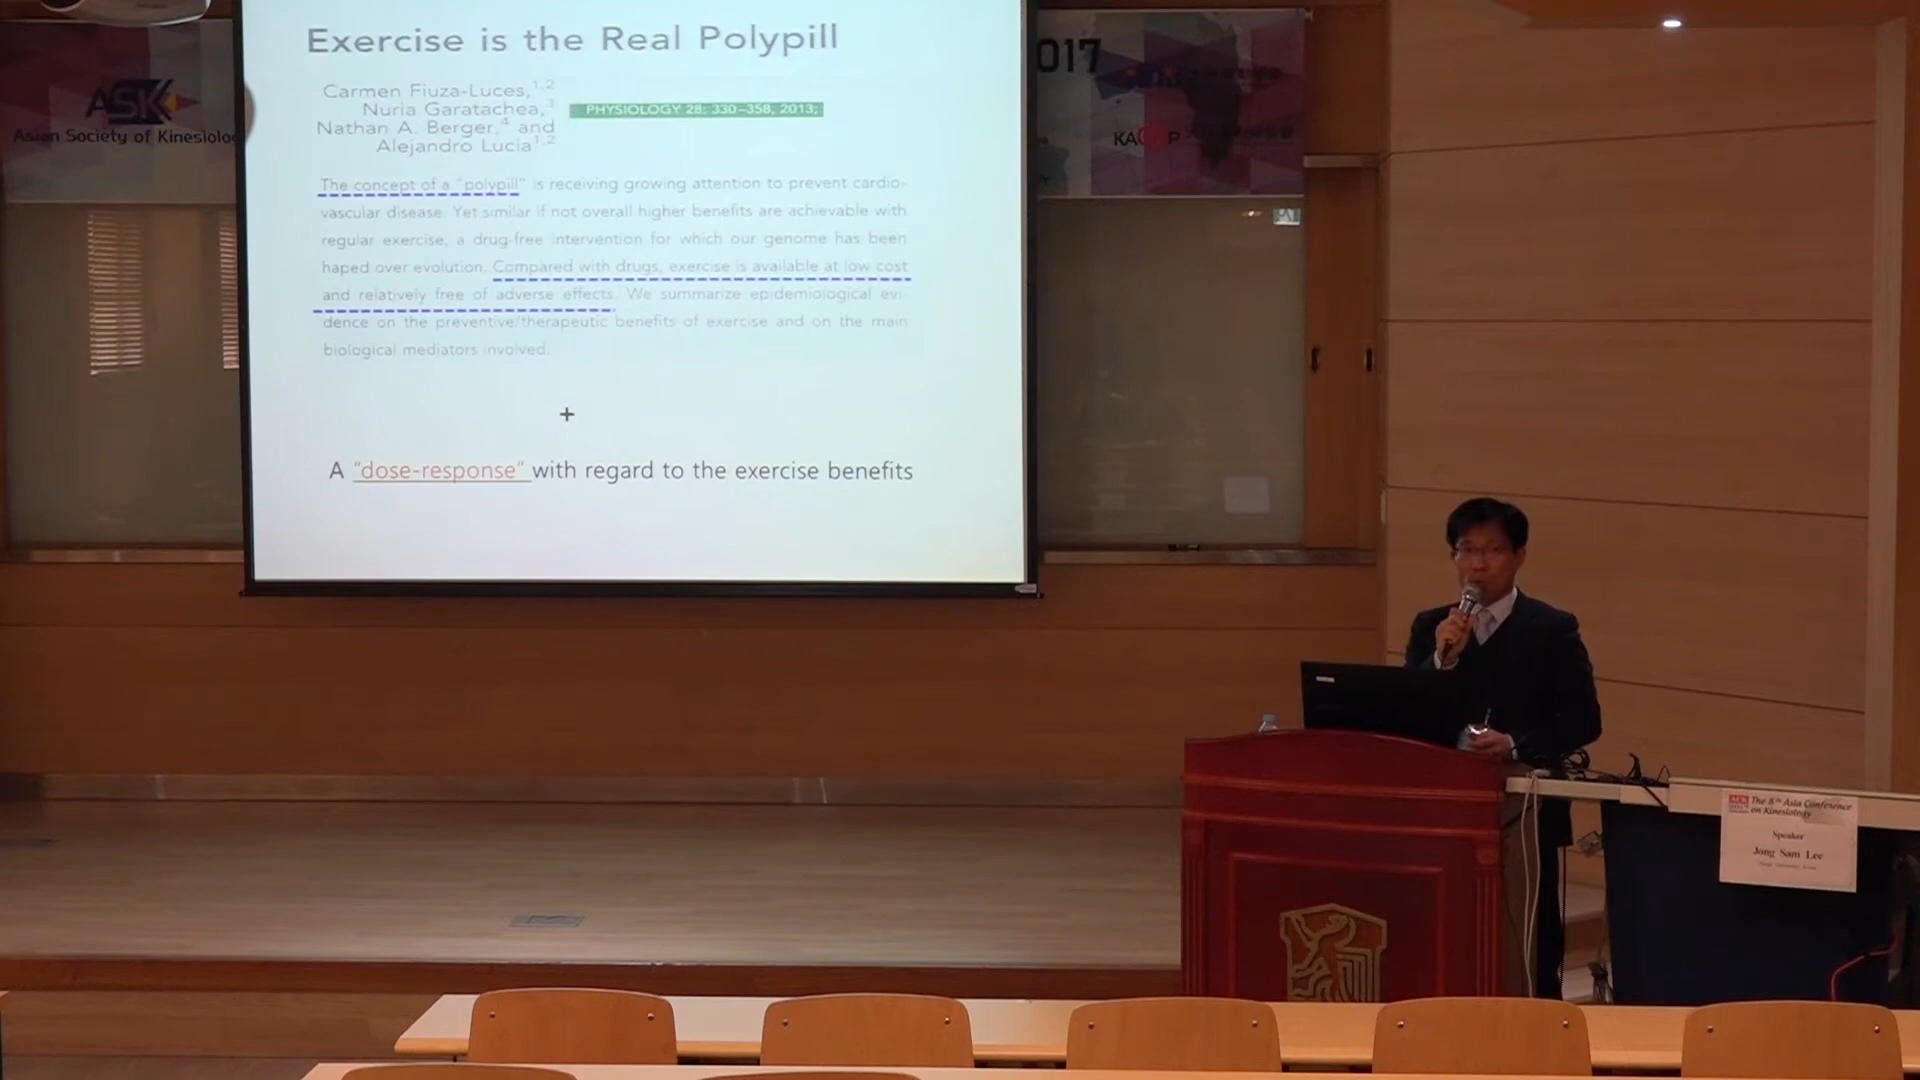 Exercise is the Real Polypill
Carmen Fiuza-Luces,1,2
Nuria Garatachea,3
Nathan A. Berger,4 and
Alejandro Lucia1,2
PHYSIOLOGY 28: 330–358, 2013;
The concept of a "polypill" is receiving growing attention to prevent cardio-
vascular disease. Yet similar if not overall higher benefits are achievable with
regular exercise, a drug-free intervention for which our genome has been
haped over evolution. Compared with drugs, exercise is available at low cost
and relatively free of adverse effects. We summarize epidemiological evi-
dence on the preventive/therapeutic benefits of exercise and on the main
biological mediators involved.
+
A "dose-response" with regard to the exercise benefits
ASK
Asian Society of Kinesiolo
017
KAC P
The 8th Asia Conference
on Kinesiology
Speaker
Jong Sam Lee